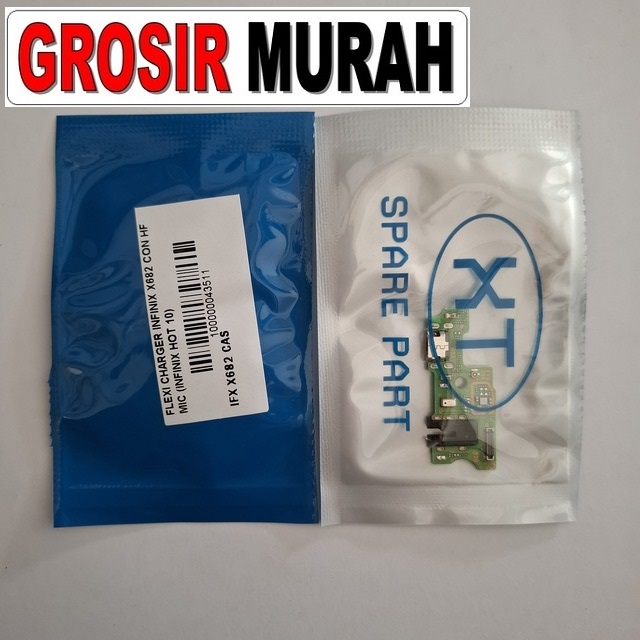 GROSIR MURAH
FLEXI CHARGER INFINIX X682 CON HF
MIC (INFINIX HOT 10)
100000043511
IFX X682 CAS
XT
SPARE PART